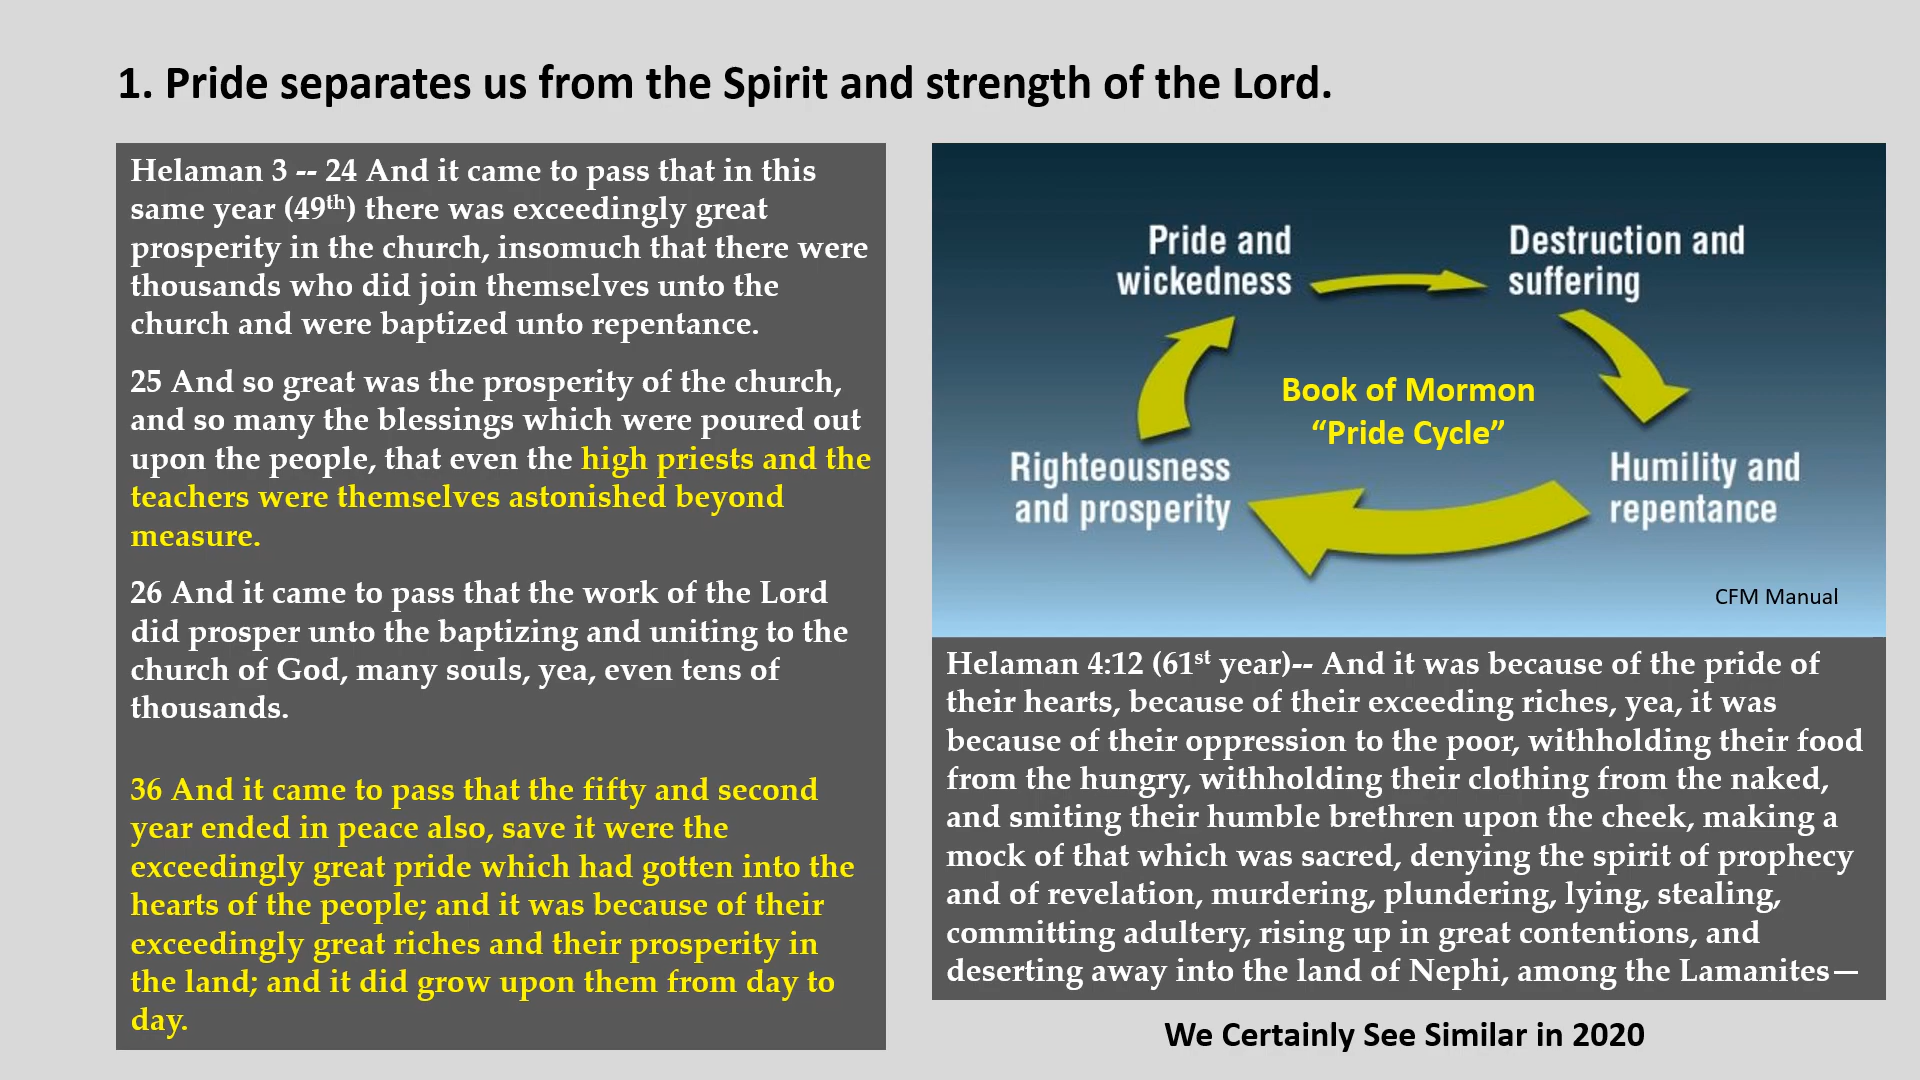 1. Pride separates us from the Spirit and strength of the Lord.
Helaman 3 -- 24 And it came to pass that in this
same year (49th) there was exceedingly great
prosperity in the church, insomuch that there were
thousands who did join themselves unto the
church and were baptized unto repentance.
25 And so great was the prosperity of the church,
and so many the blessings which were poured out
upon the people, that even the high priests and the
teachers were themselves astonished beyond
measure.
26 And it came to pass that the work of the Lord
did prosper unto the baptizing and uniting to the
church of God, many souls, yea, even tens of
thousands.
36 And it came to pass that the fifty and second
year ended in peace also, save it were the
exceedingly great pride which had gotten into the
hearts of the people; and it was because of their
exceedingly great riches and their prosperity in
the land; and it did grow upon them from day to
day.
Pride and
wickedness
Destruction and
suffering
Book of Mormon
“Pride Cycle”
Righteousness
and prosperity
Humility and
repentance
CFM Manual
Helaman 4:12 (61st year)-- And it was because of the pride of
their hearts, because of their exceeding riches, yea, it was
because of their oppression to the poor, withholding their food
from the hungry, withholding their clothing from the naked,
and smiting their humble brethren upon the cheek, making a
mock of that which was sacred, denying the spirit of prophecy
and of revelation, murdering, plundering, lying, stealing,
committing adultery, rising up in great contentions, and
deserting away into the land of Nephi, among the Lamanites—
We Certainly See Similar in 2020